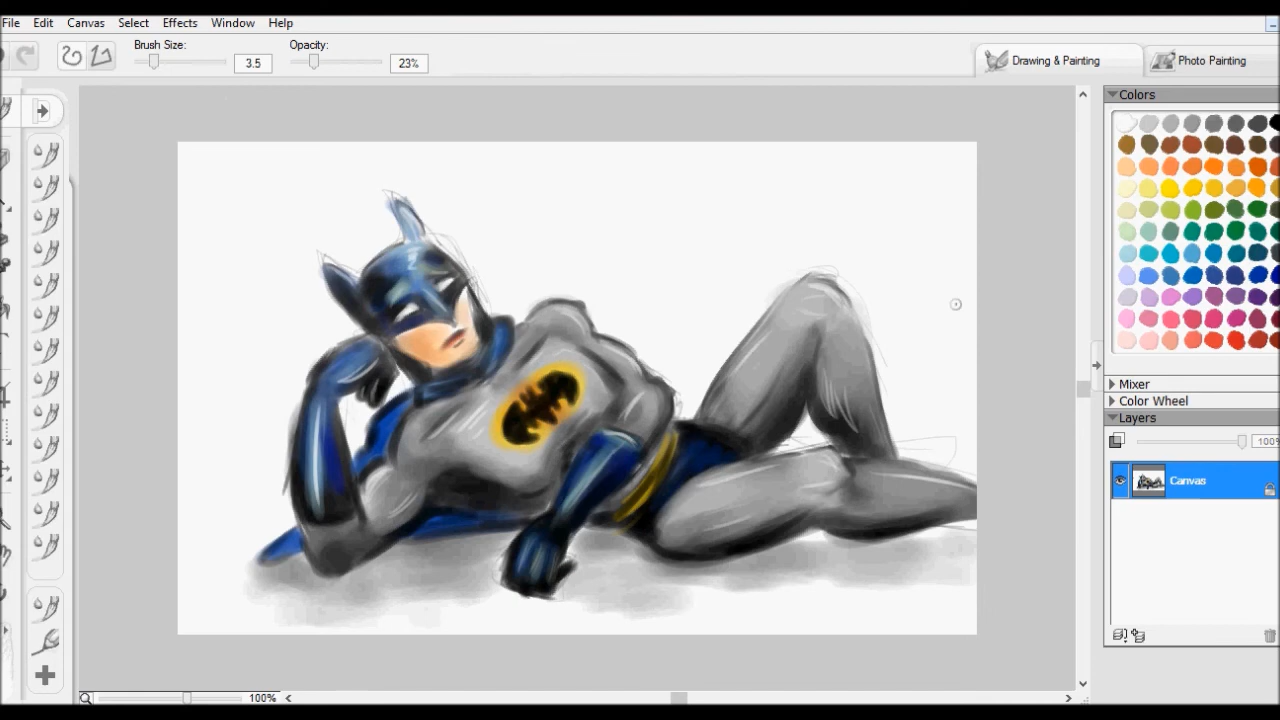 File Edit Canvas Select Effects Window Help
Brush Size: 3.5 Opacity: 23%
Drawing & Painting Photo Painting
Colors
Mixer
Color Wheel
Layers
100%
Canvas
100%